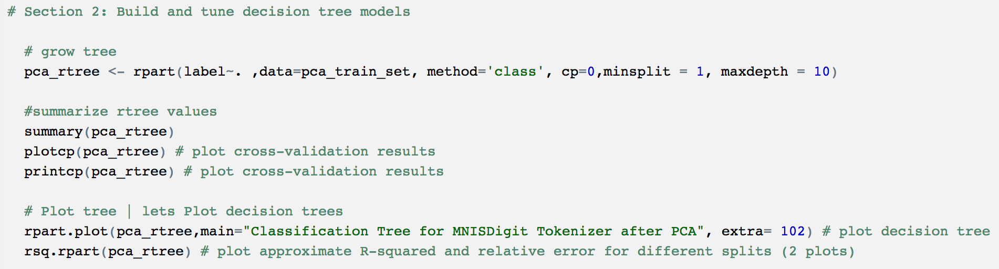 # Section 2: Build and tune decision tree models
# grow tree
pca_rtree <- rpart(label~. ,data=pca_train_set, method='class', cp=0,minsplit = 1, maxdepth = 10)
#summarize rtree values
summary(pca_rtree)
plotcp(pca_rtree) # plot cross-validation results
printcp(pca_rtree) # plot cross-validation results
# Plot tree | lets Plot decision trees
rpart.plot(pca_rtree,main="Classification Tree for MNISDigit Tokenizer after PCA", extra= 102) # plot decision tree
rsq.rpart(pca_rtree) # plot approximate R-squared and relative error for different splits (2 plots)